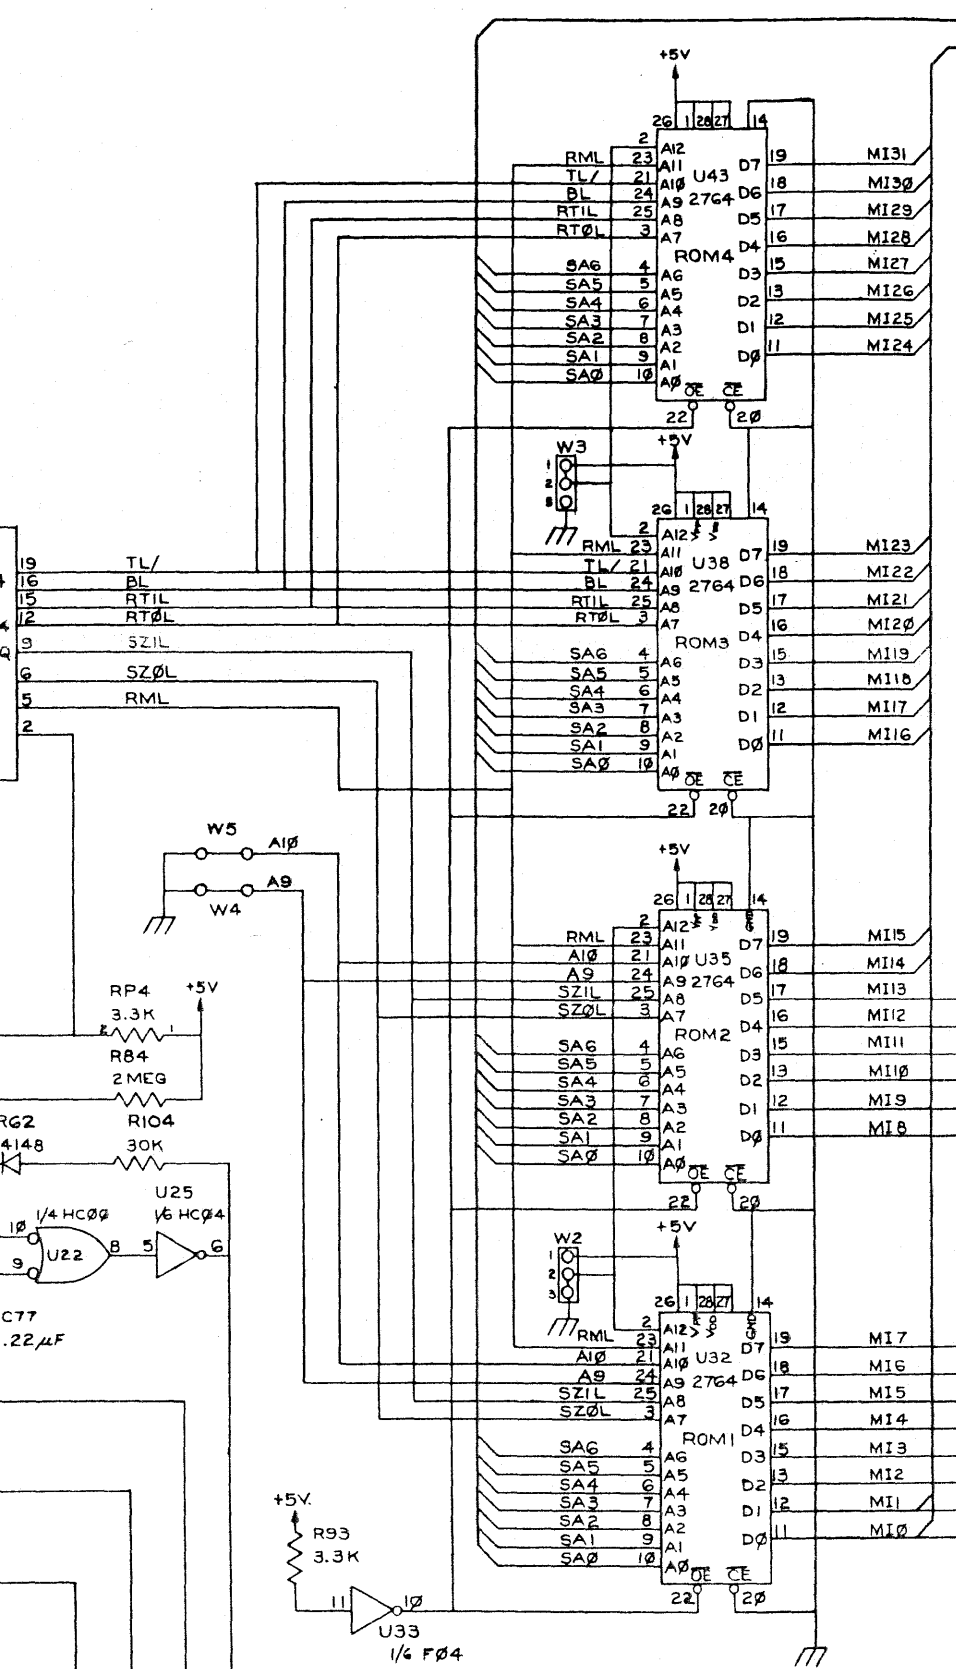 +5V
26 1 28 27 14
2 A12
RML 23 A11
TL/ 21 A1Ø
BL 24 A9
RT1L 25 A8
RTØL 3 A7
SA6 4 A6
SA5 5 A5
SA4 6 A4
SA3 7 A3
SA2 8 A2
SA1 9 A1
SAØ 1Ø AØ
U43
2764
ROM4
D7 19 MI31
D6 18 MI3Ø
D5 17 MI29
D4 16 MI28
D3 15 MI27
D2 13 MI26
D1 12 MI25
DØ 11 MI24
OE CE
22 2Ø
+5V
W3
1
2
26 1 28 27 14
2 A12
RML 23 A11
TL/ 21 A1Ø
BL 24 A9
RT1L 25 A8
RTØL 3 A7
SA6 4 A6
SA5 5 A5
SA4 6 A4
SA3 7 A3
SA2 8 A2
SA1 9 A1
SAØ 1Ø AØ
U38
2764
ROM3
D7 19 MI23
D6 18 MI22
D5 17 MI21
D4 16 MI2Ø
D3 15 MI19
D2 13 MI18
D1 12 MI17
DØ 11 MI16
OE CE
22 2Ø
19 TL/
16 BL
15 RT1L
12 RTØL
9 SZ1L
Q
6 SZØL
5 RML
2
W5
A1Ø
A9
W4
+5V
26 1 28 27 14
GND
2 A12
RML 23 A11
A1Ø 21 A1Ø
A9 24 A9
SZ1L 25 A8
SZØL 3 A7
SA6 4 A6
SA5 5 A5
SA4 6 A4
SA3 7 A3
SA2 8 A2
SA1 9 A1
SAØ 1Ø AØ
U35
2764
ROM2
D7 19 MI15
D6 18 MI14
D5 17 MI13
D4 16 MI12
D3 15 MI11
D2 13 MI1Ø
D1 12 MI9
DØ 11 MI8
OE CE
22 2Ø
RP4
3.3K
+5V
2 1
R84
2MEG
R104
30K
R62
4148
U25
1/6 HCØ4
1/4 HCØØ
1Ø
9
U22
8 5 6
C77
.22µF
+5V
W2
1
2
3
26 1 28 27 14
VDD GND
2 A12
RML 23 A11
A1Ø 21 A1Ø
A9 24 A9
SZ1L 25 A8
SZØL 3 A7
SA6 4 A6
SA5 5 A5
SA4 6 A4
SA3 7 A3
SA2 8 A2
SA1 9 A1
SAØ 1Ø AØ
U32
2764
ROM1
D7 19 MI7
D6 18 MI6
D5 17 MI5
D4 16 MI4
D3 15 MI3
D2 13 MI2
D1 12 MI1
DØ 11 MIØ
OE CE
22 2Ø
+5V.
R93
3.3K
11 1Ø
U33
1/6 FØ4